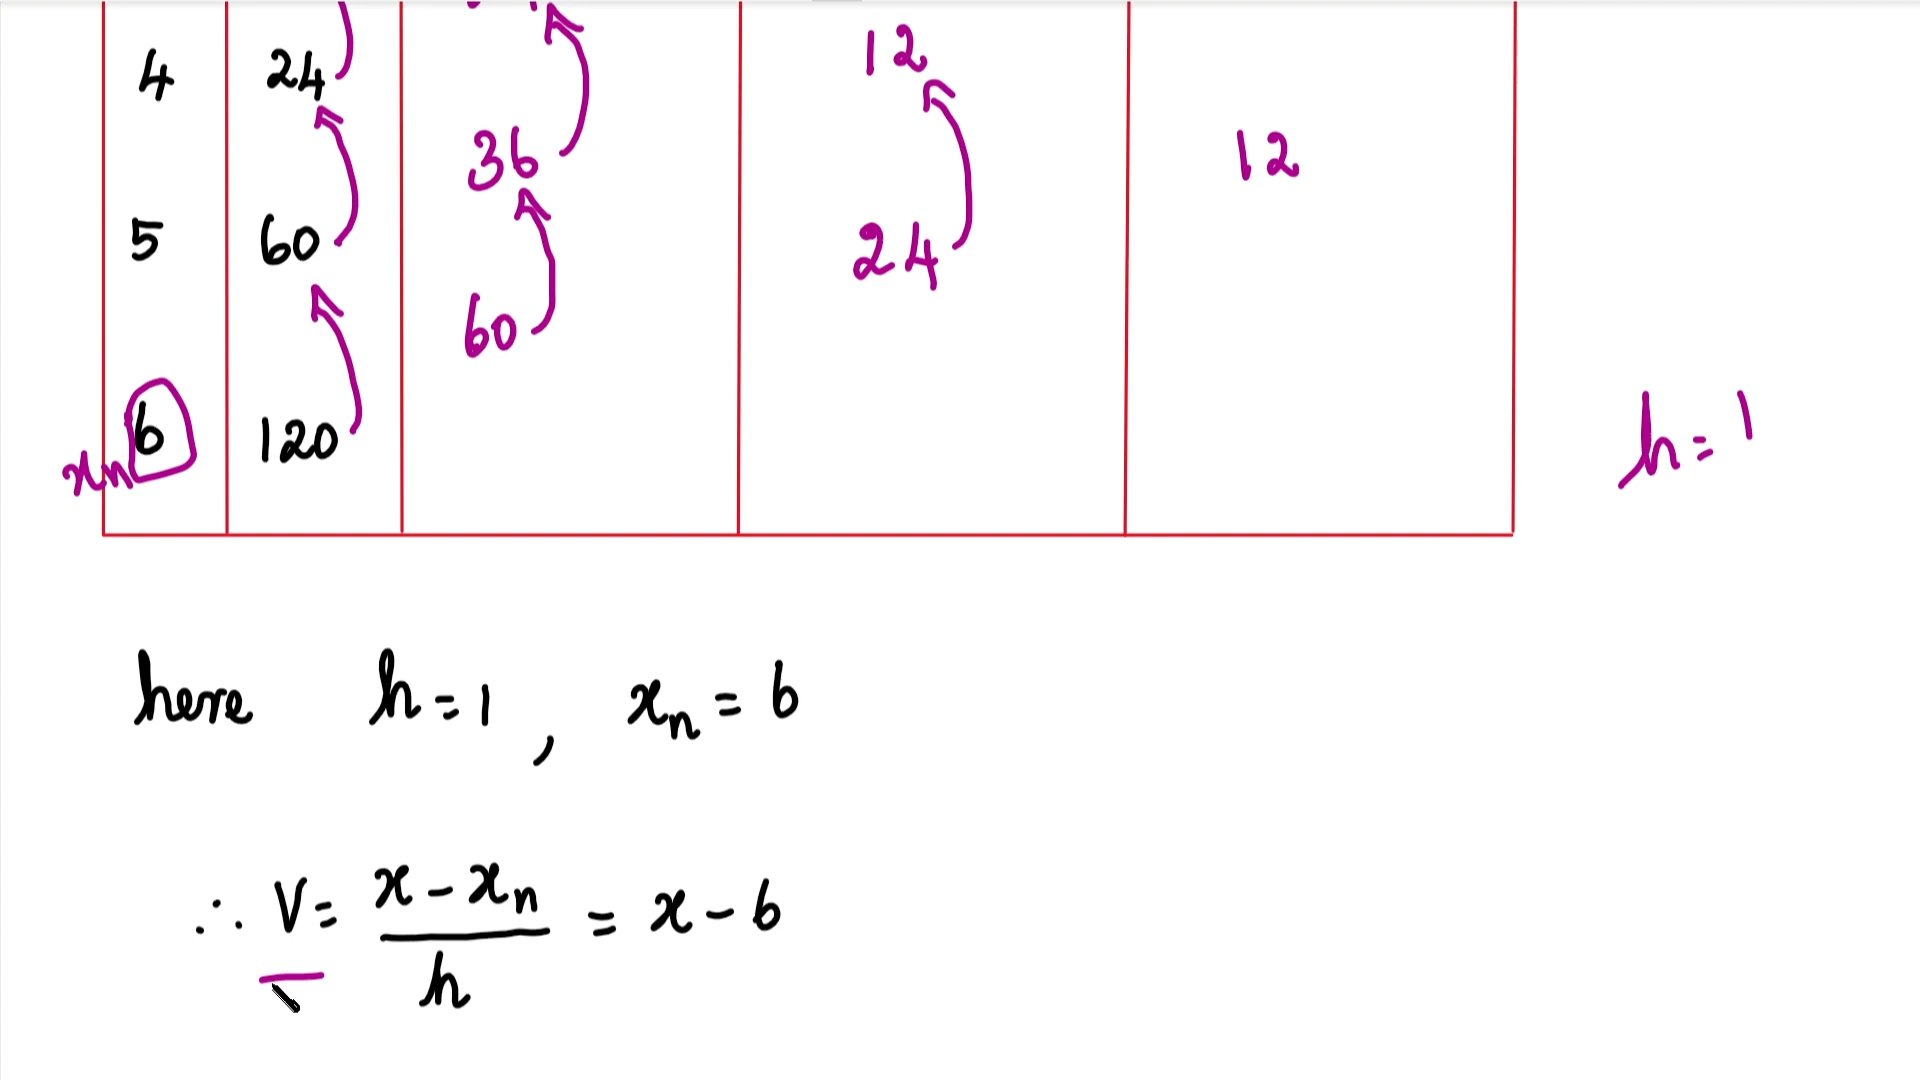 4 24 12
36 12
5 60 24
60
xn 6 120 h = 1
here h = 1 , xn = 6
∴ V = x - xn / h = x - 6